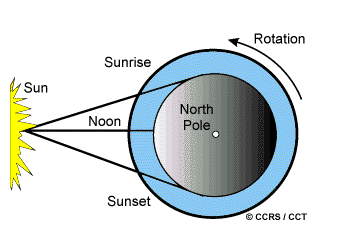 Rotation
Sunrise
Sun
North
Pole
Noon
Sunset
© CCRS / CCT